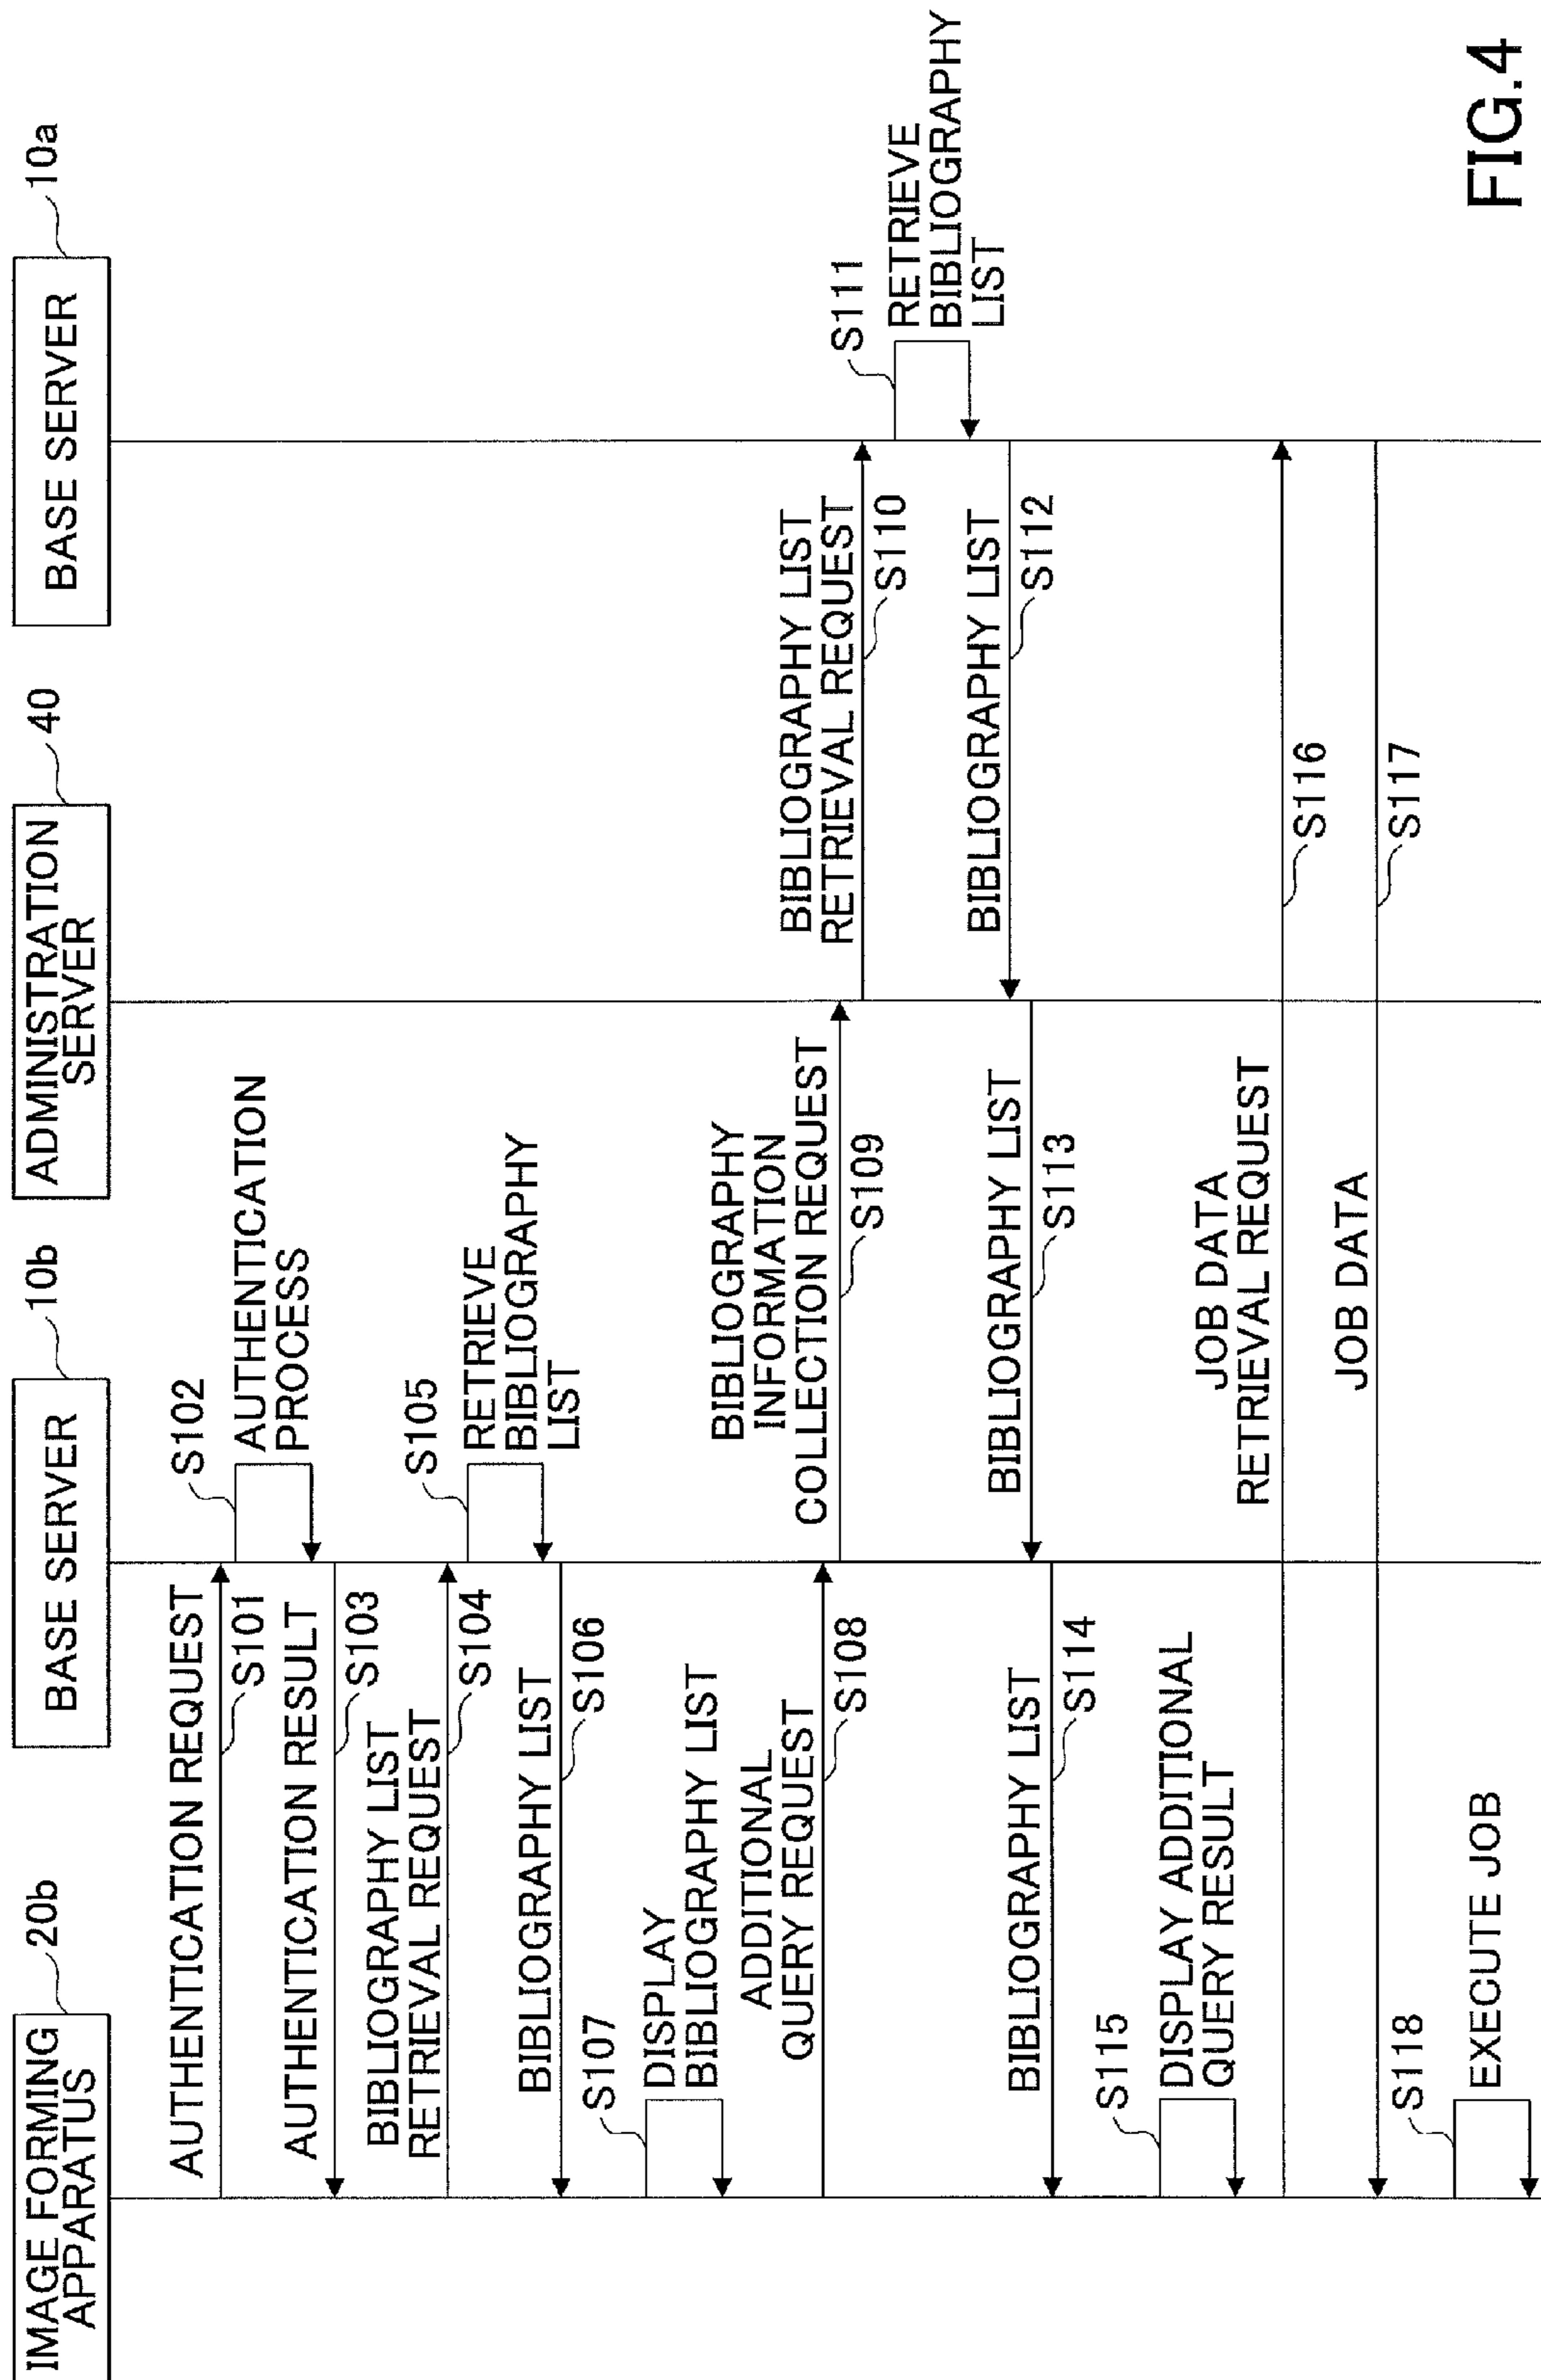 IMAGE FORMING
APPARATUS
20b
BASE SERVER
10b
ADMINISTRATION
SERVER
40
BASE SERVER
10a
AUTHENTICATION REQUEST
S101
S102
AUTHENTICATION
PROCESS
AUTHENTICATION RESULT
S103
BIBLIOGRAPHY LIST
RETRIEVAL REQUEST
S104
S105
RETRIEVE
BIBLIOGRAPHY
LIST
BIBLIOGRAPHY LIST
S106
S107
DISPLAY
BIBLIOGRAPHY LIST
ADDITIONAL
QUERY REQUEST
S108
BIBLIOGRAPHY
INFORMATION
COLLECTION REQUEST
S109
BIBLIOGRAPHY LIST
RETRIEVAL REQUEST
S110
S111
RETRIEVE
BIBLIOGRAPHY
LIST
BIBLIOGRAPHY LIST
S112
BIBLIOGRAPHY LIST
S113
BIBLIOGRAPHY LIST
S114
S115
DISPLAY ADDITIONAL
QUERY RESULT
JOB DATA
RETRIEVAL REQUEST
S116
JOB DATA
S117
S118
EXECUTE JOB
FIG.4